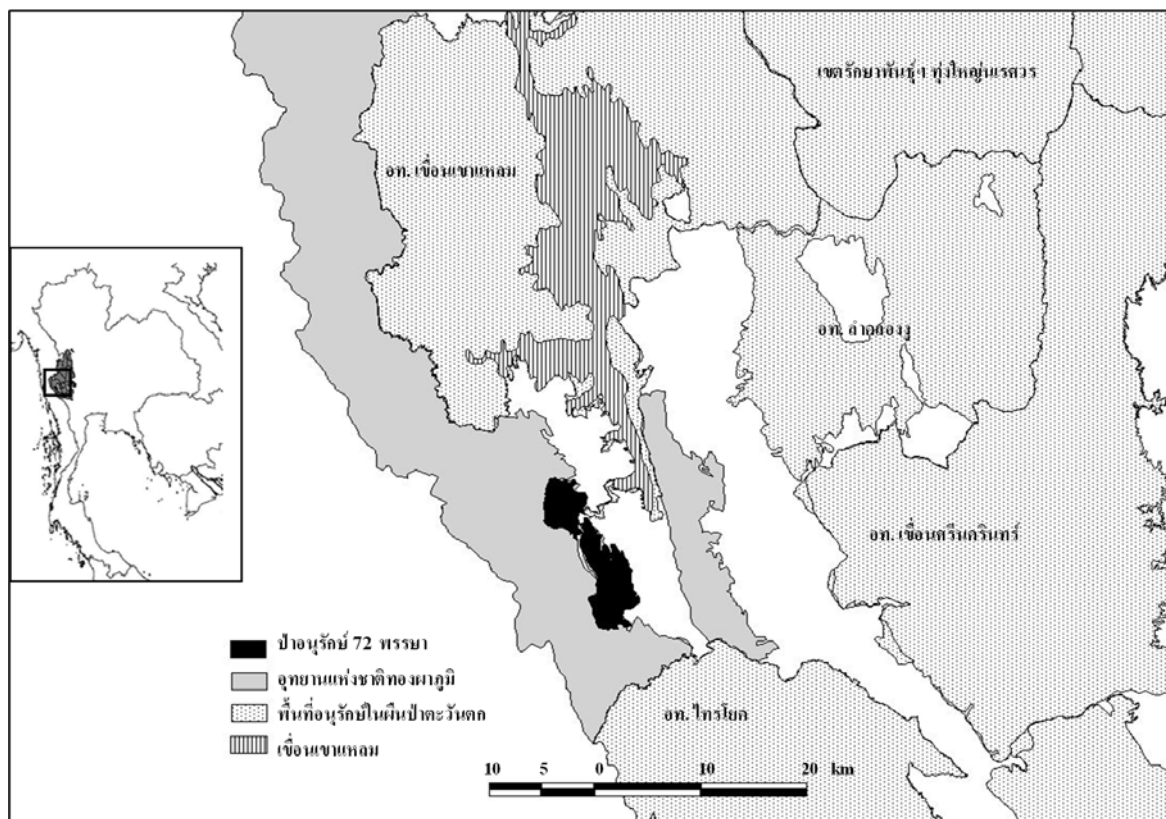 เขตรักษาพันธุ์ฯ ทุ่งใหญ่นเรศวร
อท. เขื่อนเขาแหลม
อท. ลำคลองงู
อท. เขื่อนศรีนครินทร์
อท. ไทรโยค
ป่าอนุรักษ์ 72 พรรษา
อุทยานแห่งชาติทองผาภูมิ
พื้นที่อนุรักษ์ในผืนป่าตะวันตก
เขื่อนเขาแหลม
10 5 0 10 20 km